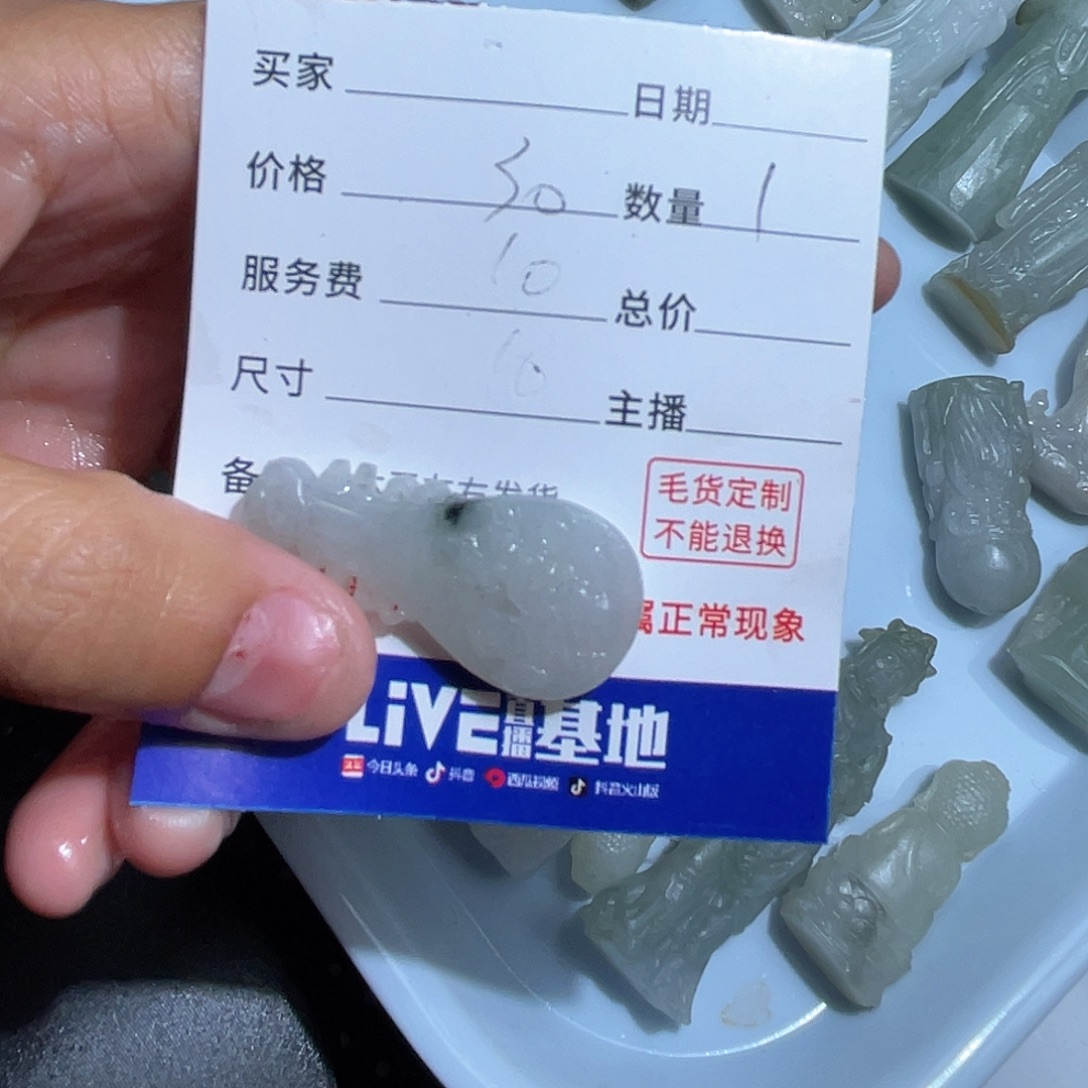 买家 日期
价格 50 数量 1
服务费 10 总价
尺寸 10 主播
备
毛货定制
不能退换
属正常现象
LiVE直播基地
今日头条 抖音 西瓜视频 抖音火山版